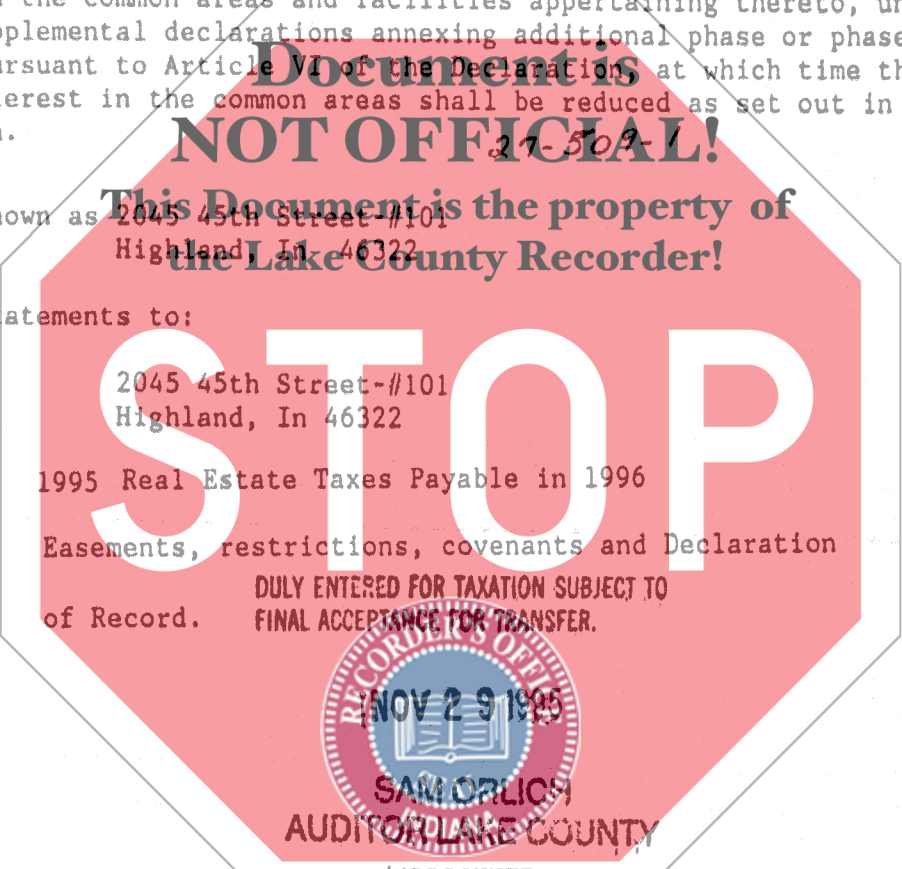 the common areas and facilities appertaining thereto, un
plemental declarations annexing additional phase or phase
ursuant to Article VI of the Declaration, at which time th
erest in the common areas shall be reduced as set out in
Document is
NOT OFFICIAL!
27-509-1
This Document is the property of
the Lake County Recorder!
own as 2045 45th Street-#101
Highland, In 46322
atements to:
STOP
2045 45th Street-#101
Highland, In 46322
1995 Real Estate Taxes Payable in 1996
Easements, restrictions, covenants and Declaration
of Record.
DULY ENTERED FOR TAXATION SUBJECT TO
FINAL ACCEPTANCE FOR TRANSFER.
RECORDER'S OFFICE
NOV 29 1995
SAM ORLICH
INDIANA
AUDITOR LAKE COUNTY